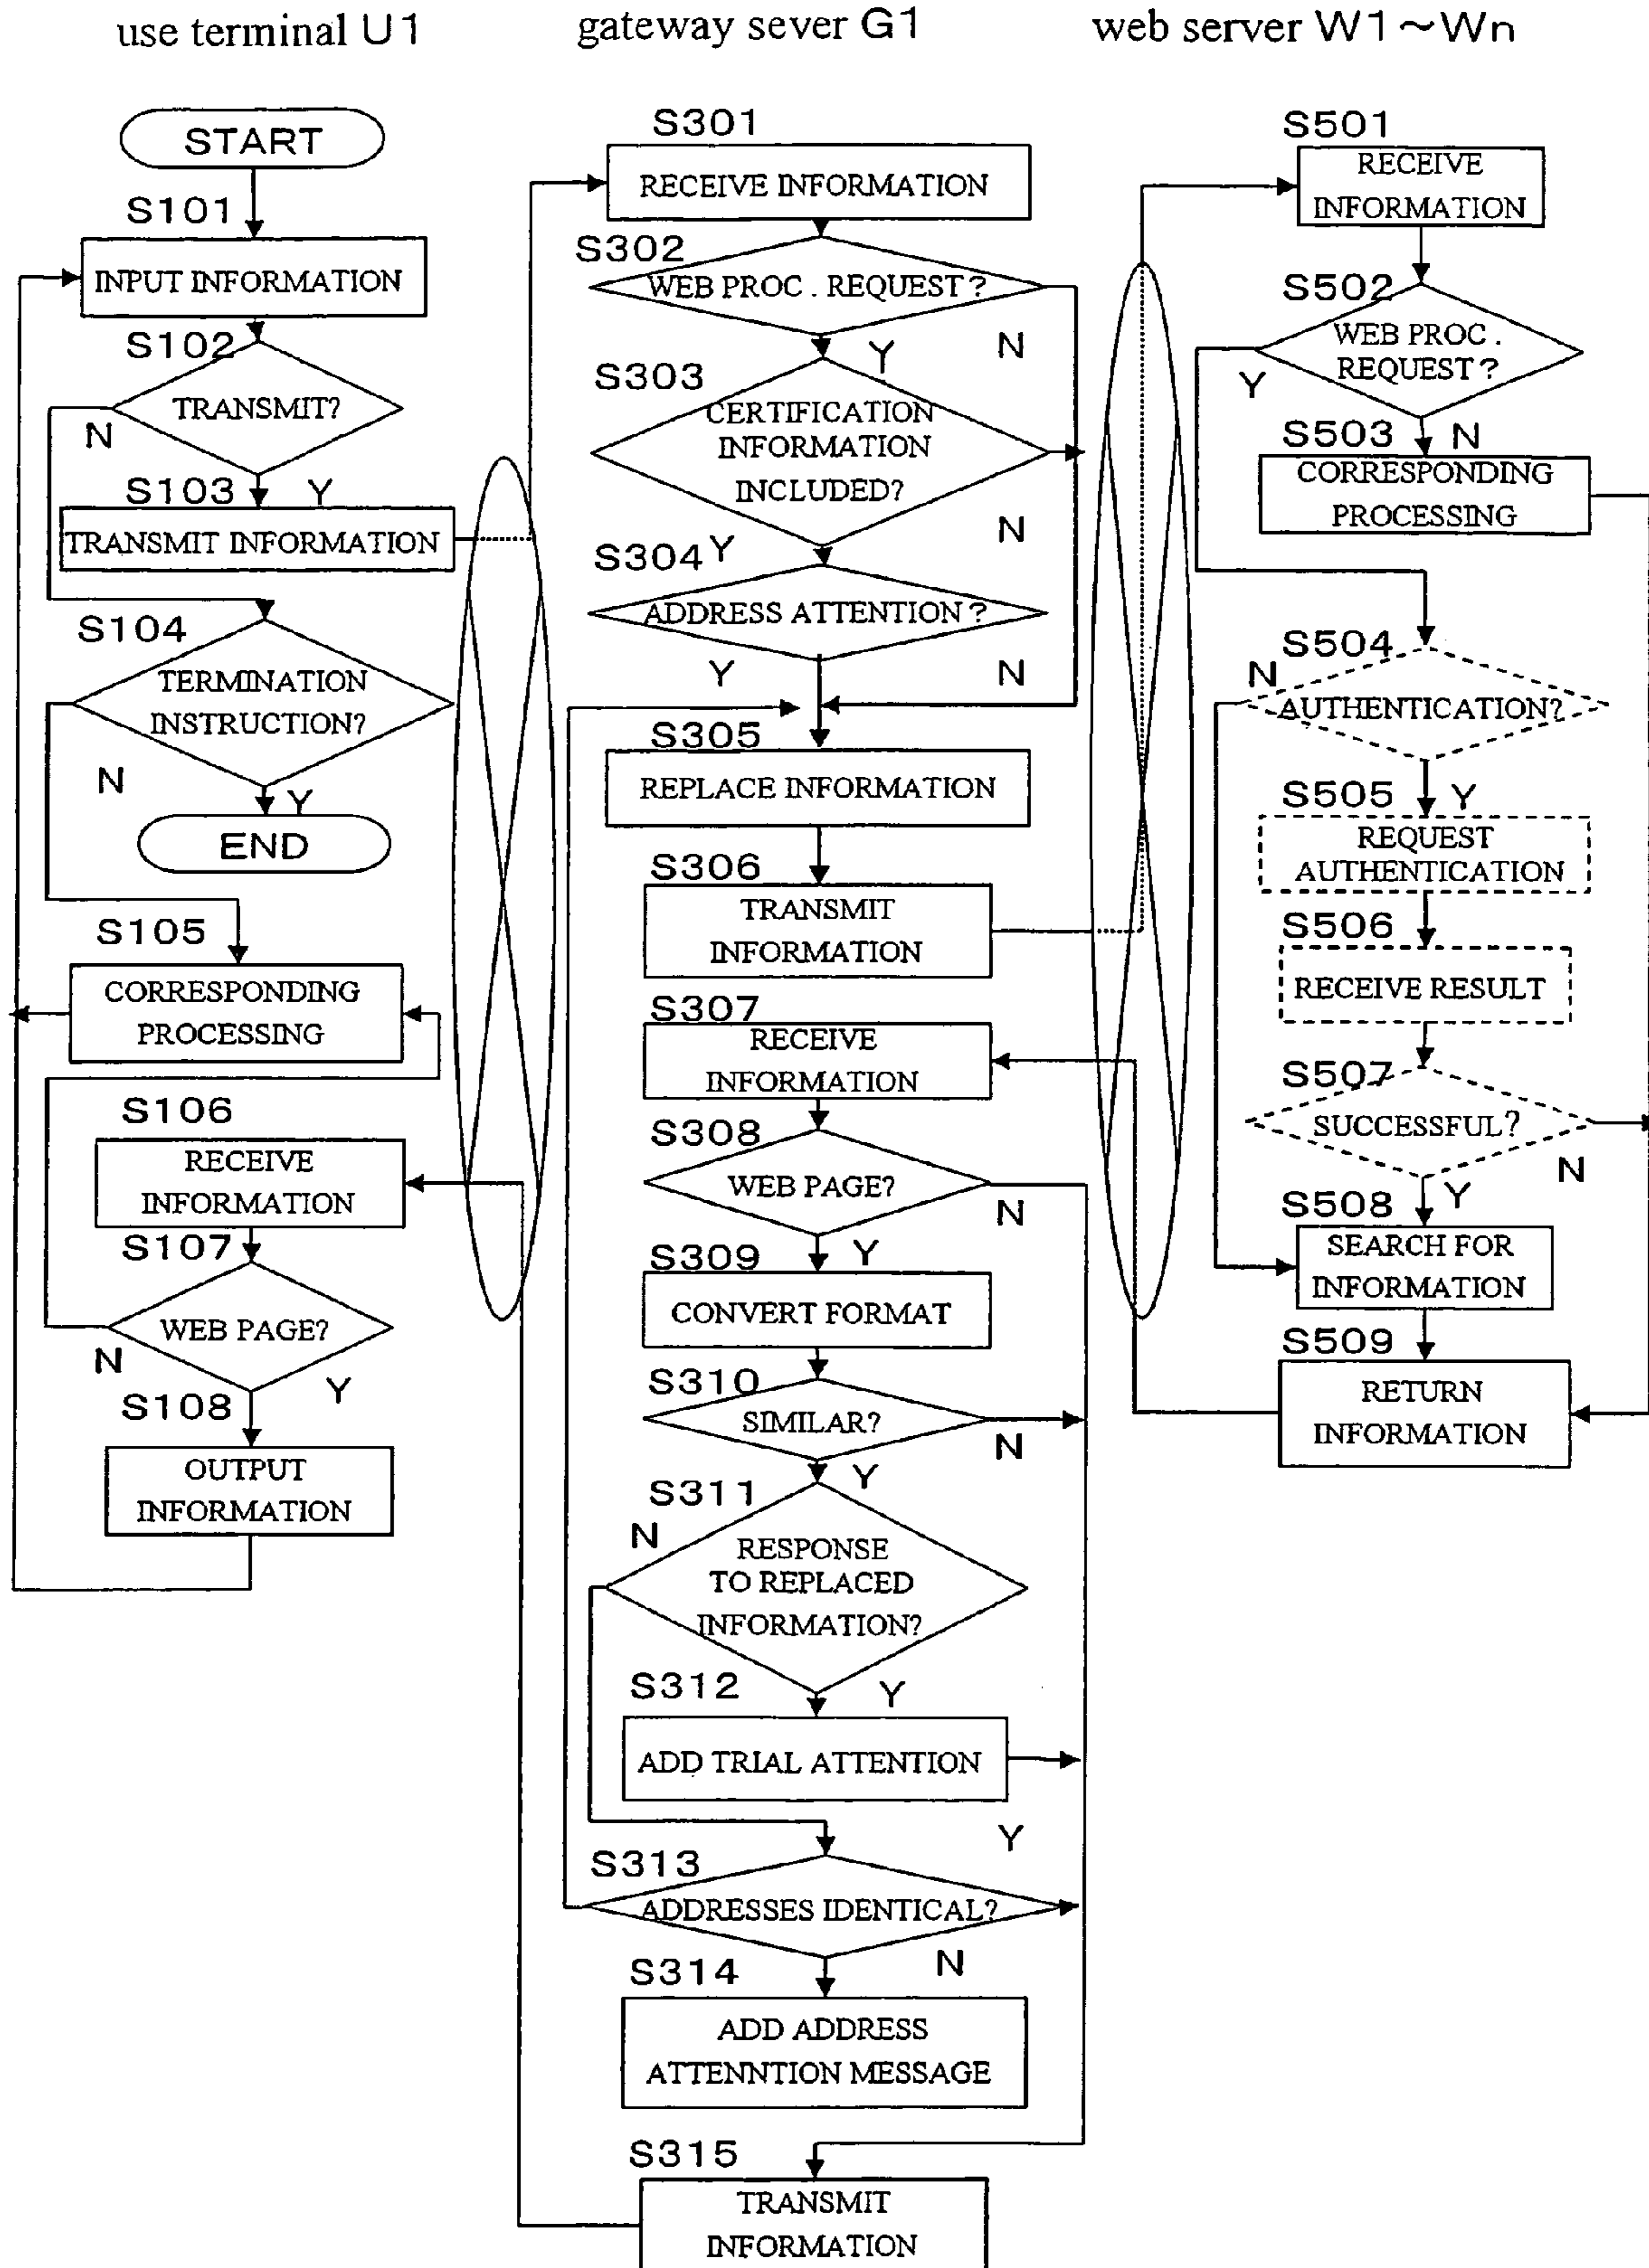 use terminal U1
gateway sever G1
web server W1～Wn
START
S101
INPUT INFORMATION
S102
TRANSMIT?
N
Y
S103
TRANSMIT INFORMATION
S104
TERMINATION
INSTRUCTION?
N
Y
END
S105
CORRESPONDING
PROCESSING
S106
RECEIVE
INFORMATION
S107
WEB PAGE?
N
Y
S108
OUTPUT
INFORMATION
S301
RECEIVE INFORMATION
S302
WEB PROC. REQUEST?
Y
N
S303
CERTIFICATION
INFORMATION
INCLUDED?
Y
N
S304
ADDRESS ATTENTION?
Y
N
S305
REPLACE INFORMATION
S306
TRANSMIT
INFORMATION
S307
RECEIVE
INFORMATION
S308
WEB PAGE?
N
Y
S309
CONVERT FORMAT
S310
SIMILAR?
N
Y
S311
N
RESPONSE
TO REPLACED
INFORMATION?
Y
S312
ADD TRIAL ATTENTION
Y
S313
ADDRESSES IDENTICAL?
N
S314
ADD ADDRESS
ATTENNTION MESSAGE
S315
TRANSMIT
INFORMATION
S501
RECEIVE
INFORMATION
S502
WEB PROC.
REQUEST?
Y
N
S503
CORRESPONDING
PROCESSING
S504
N
AUTHENTICATION?
Y
S505
REQUEST
AUTHENTICATION
S506
RECEIVE RESULT
S507
SUCCESSFUL?
N
Y
S508
SEARCH FOR
INFORMATION
S509
RETURN
INFORMATION